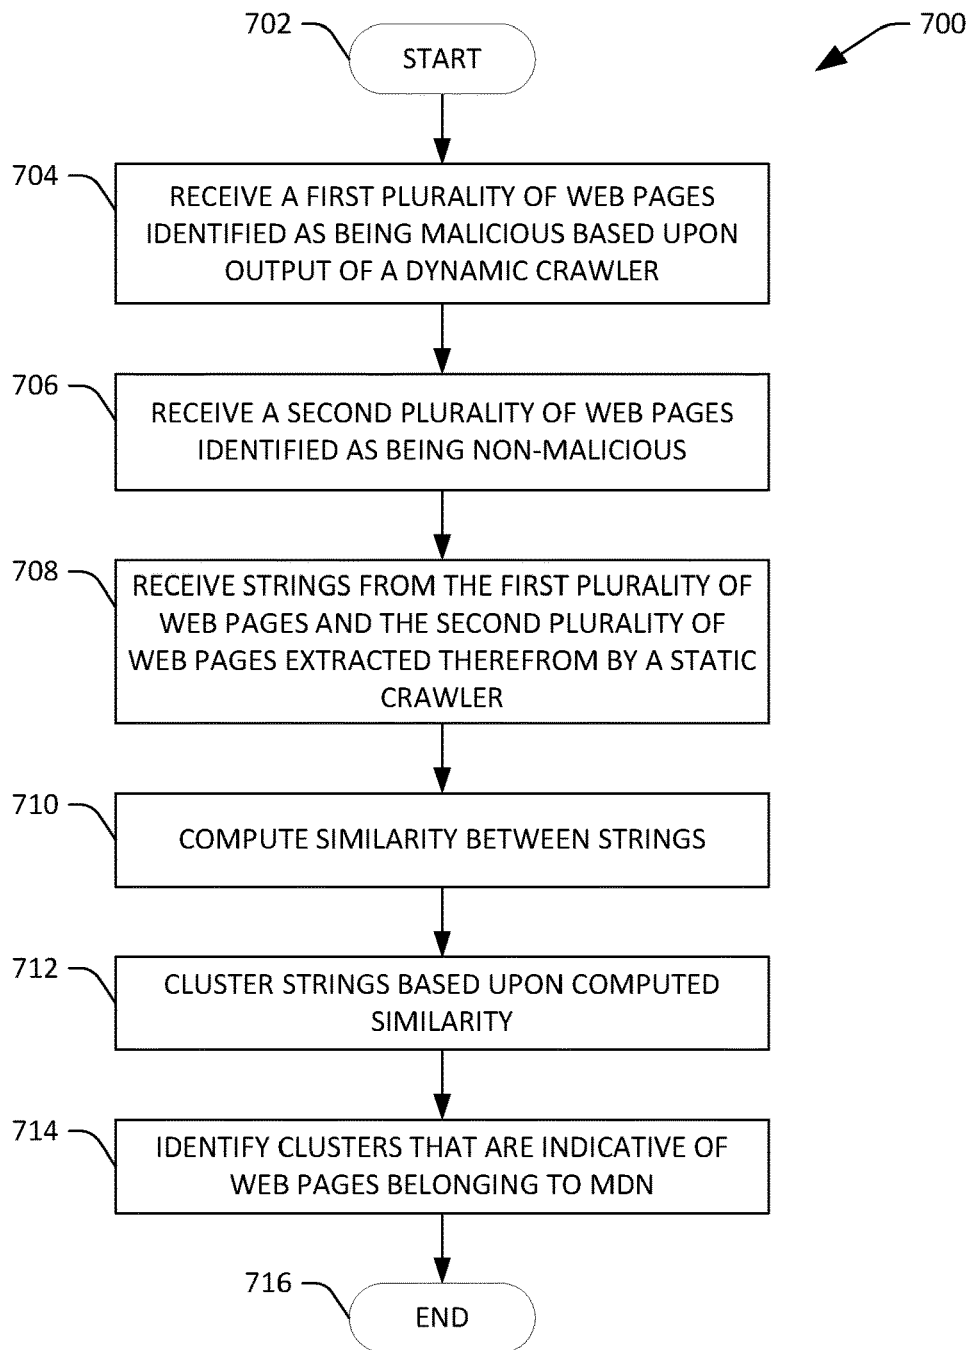 702
START
700
704
RECEIVE A FIRST PLURALITY OF WEB PAGES
IDENTIFIED AS BEING MALICIOUS BASED UPON
OUTPUT OF A DYNAMIC CRAWLER
706
RECEIVE A SECOND PLURALITY OF WEB PAGES
IDENTIFIED AS BEING NON-MALICIOUS
708
RECEIVE STRINGS FROM THE FIRST PLURALITY OF
WEB PAGES AND THE SECOND PLURALITY OF
WEB PAGES EXTRACTED THEREFROM BY A STATIC
CRAWLER
710
COMPUTE SIMILARITY BETWEEN STRINGS
712
CLUSTER STRINGS BASED UPON COMPUTED
SIMILARITY
714
IDENTIFY CLUSTERS THAT ARE INDICATIVE OF
WEB PAGES BELONGING TO MDN
716
END